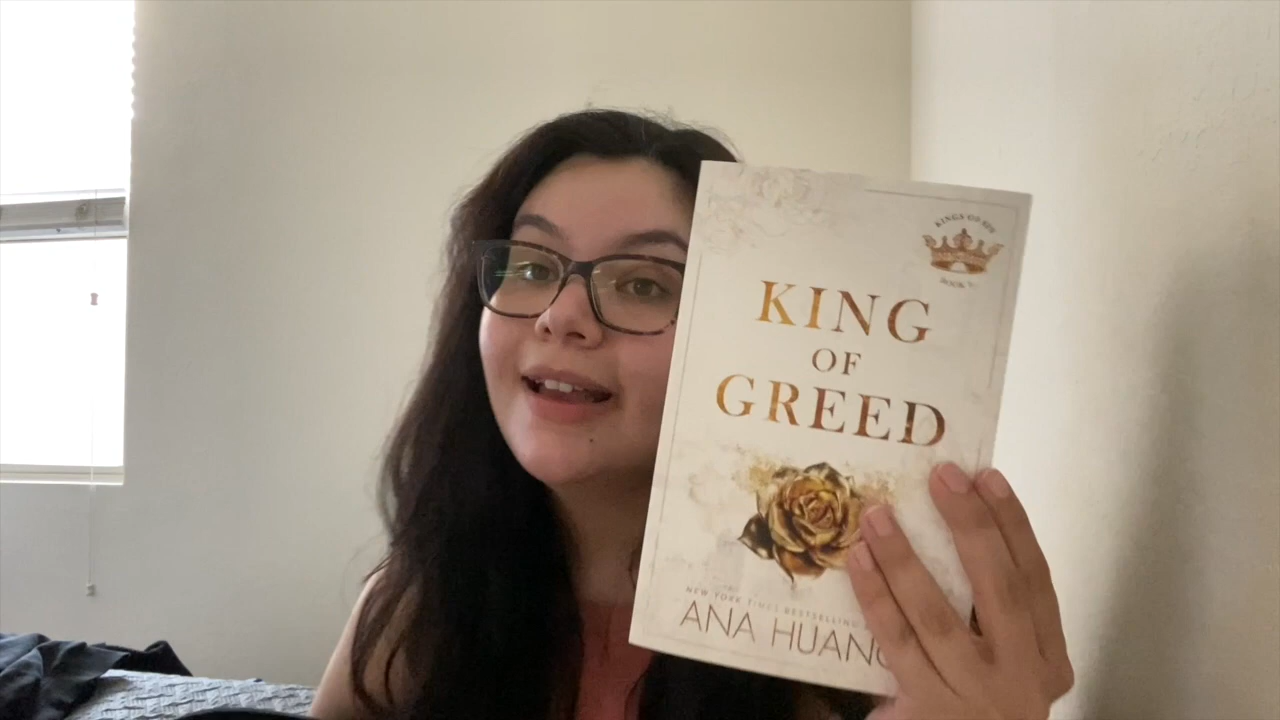 KINGS OF SIN
KING
OF
GREED
NEW YORK TIMES BESTSELLING
ANA HUANG